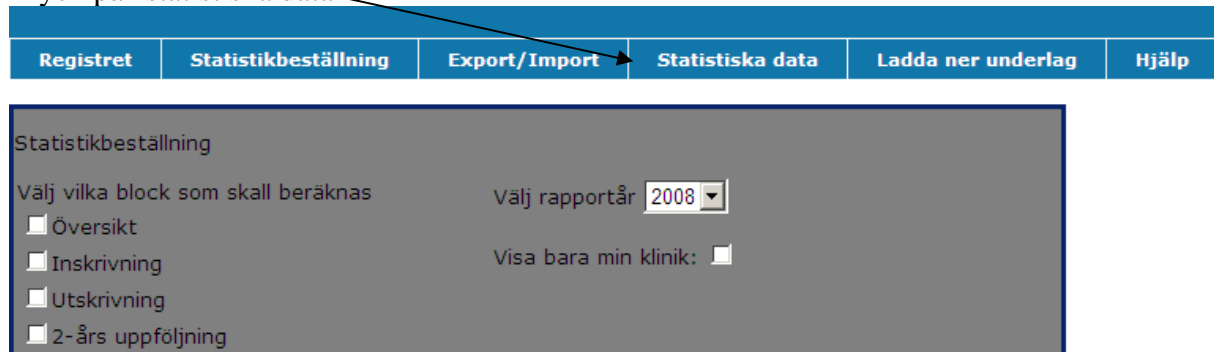 Registret Statistikbeställning Export/Import Statistiska data Ladda ner underlag Hjälp
Statistikbeställning
Välj vilka block som skall beräknas
Översikt
Inskrivning
Utskrivning
2-års uppföljning
Välj rapportår 2008
Visa bara min klinik: